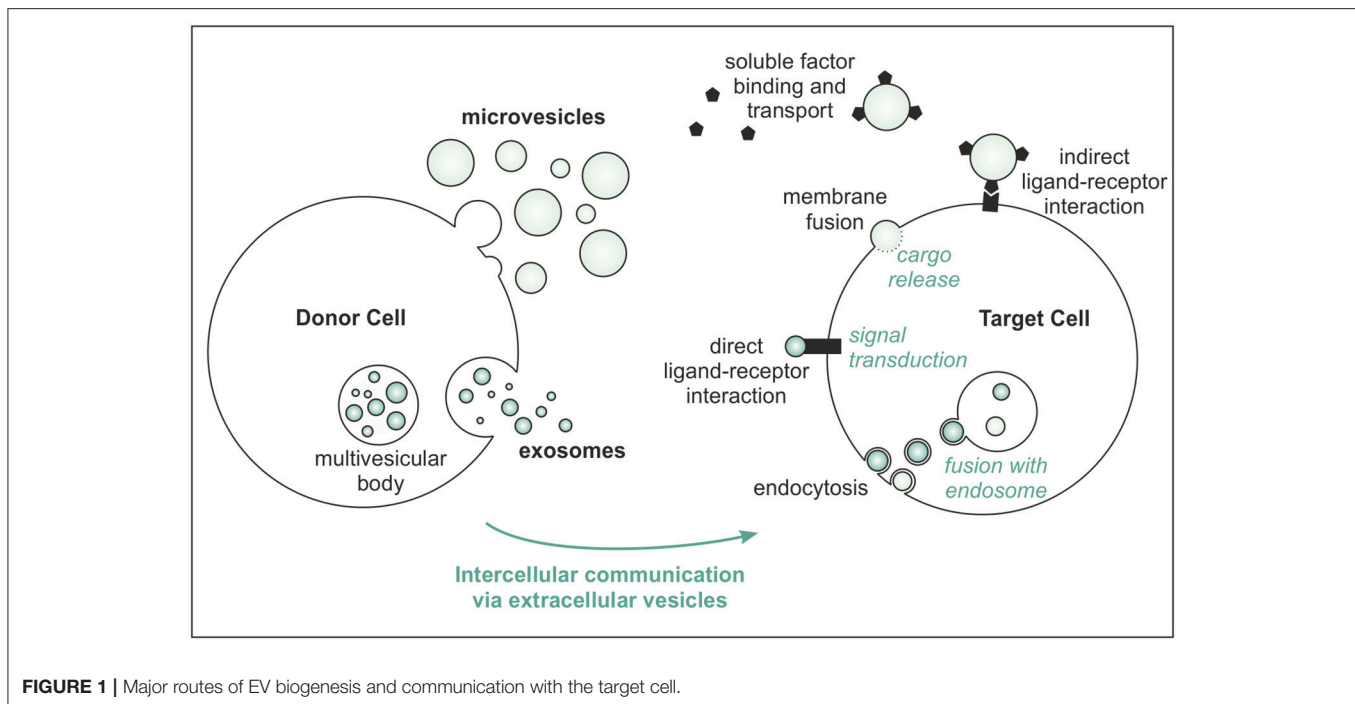 soluble factor
binding and
transport
microvesicles
indirect
ligand-receptor
interaction
membrane
fusion
cargo
release
Donor Cell
Target Cell
direct
ligand-receptor
interaction
signal
transduction
multivesicular
body
exosomes
endocytosis
fusion with
endosome
Intercellular communication
via extracellular vesicles
FIGURE 1 | Major routes of EV biogenesis and communication with the target cell.